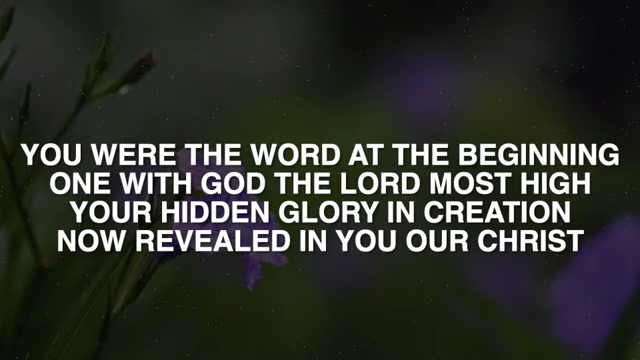 YOU WERE THE WORD AT THE BEGINNING
ONE WITH GOD THE LORD MOST HIGH
YOUR HIDDEN GLORY IN CREATION
NOW REVEALED IN YOU OUR CHRIST